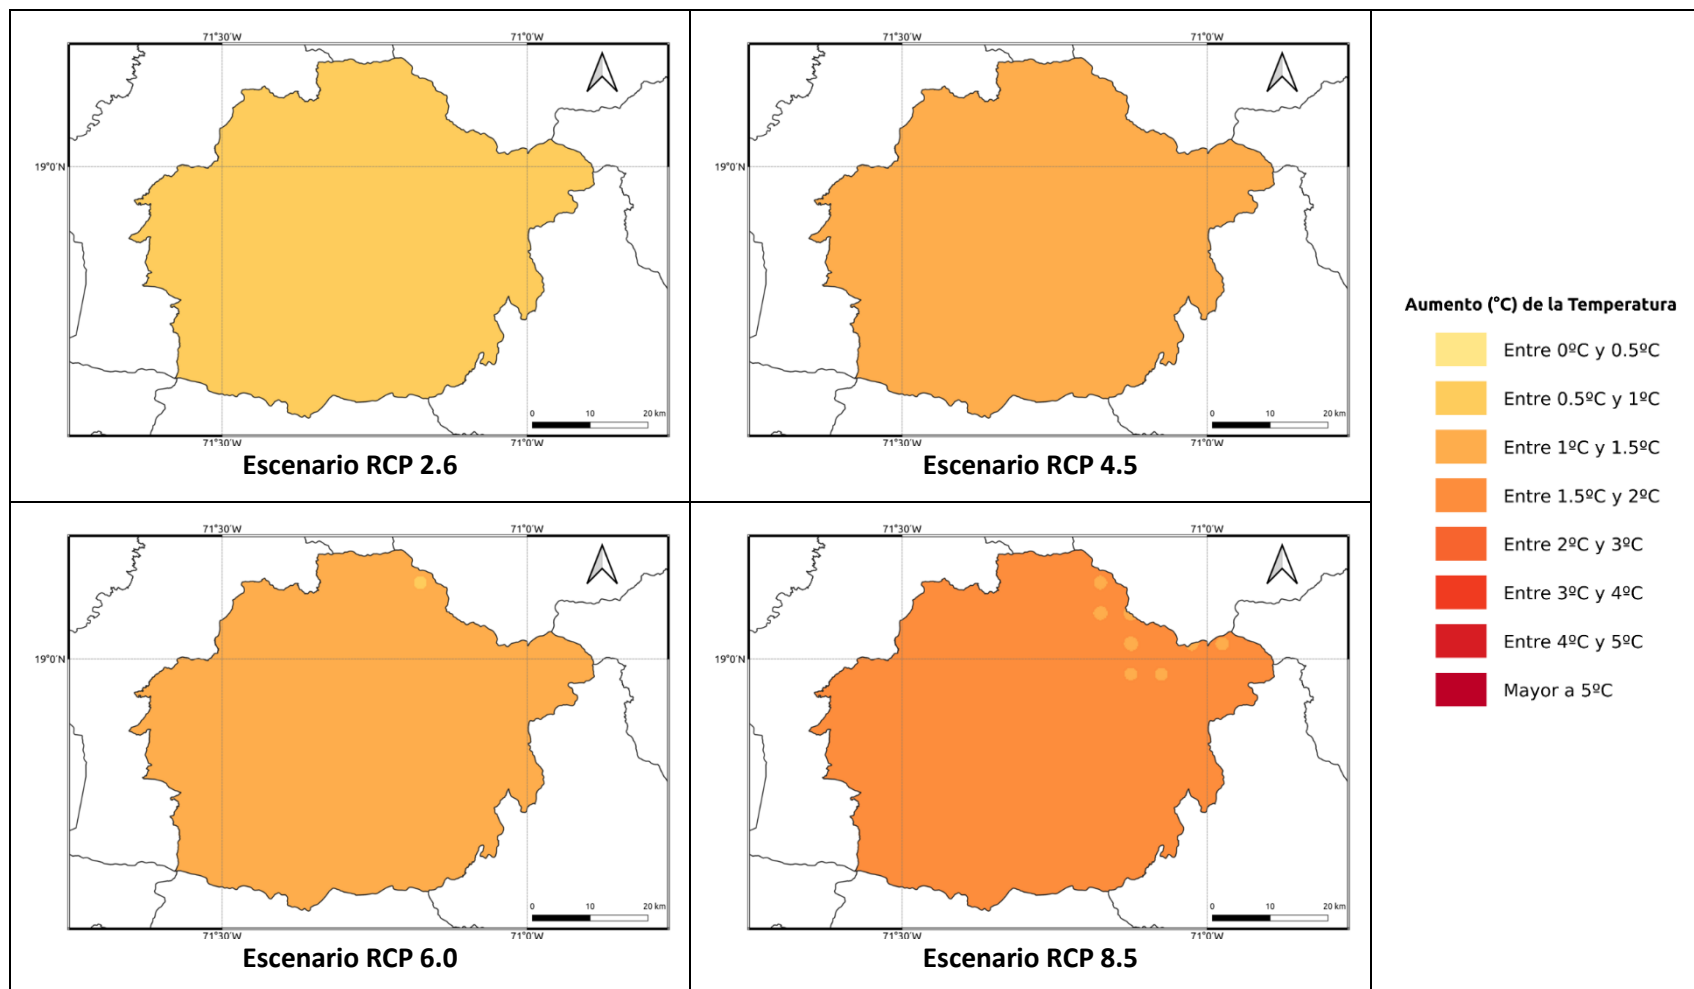 71°30'W 71°0'W
19°0'N
0 10 20 km
71°30'W 71°0'W
Escenario RCP 2.6
71°30'W 71°0'W
0 10 20 km
71°30'W 71°0'W
Escenario RCP 4.5
71°30'W 71°0'W
19°0'N
0 10 20 km
71°30'W 71°0'W
Escenario RCP 6.0
71°30'W 71°0'W
0 10 20 km
71°30'W 71°0'W
Escenario RCP 8.5
Aumento (°C) de la Temperatura
Entre 0ºC y 0.5ºC
Entre 0.5ºC y 1ºC
Entre 1ºC y 1.5ºC
Entre 1.5ºC y 2ºC
Entre 2ºC y 3ºC
Entre 3ºC y 4ºC
Entre 4ºC y 5ºC
Mayor a 5ºC